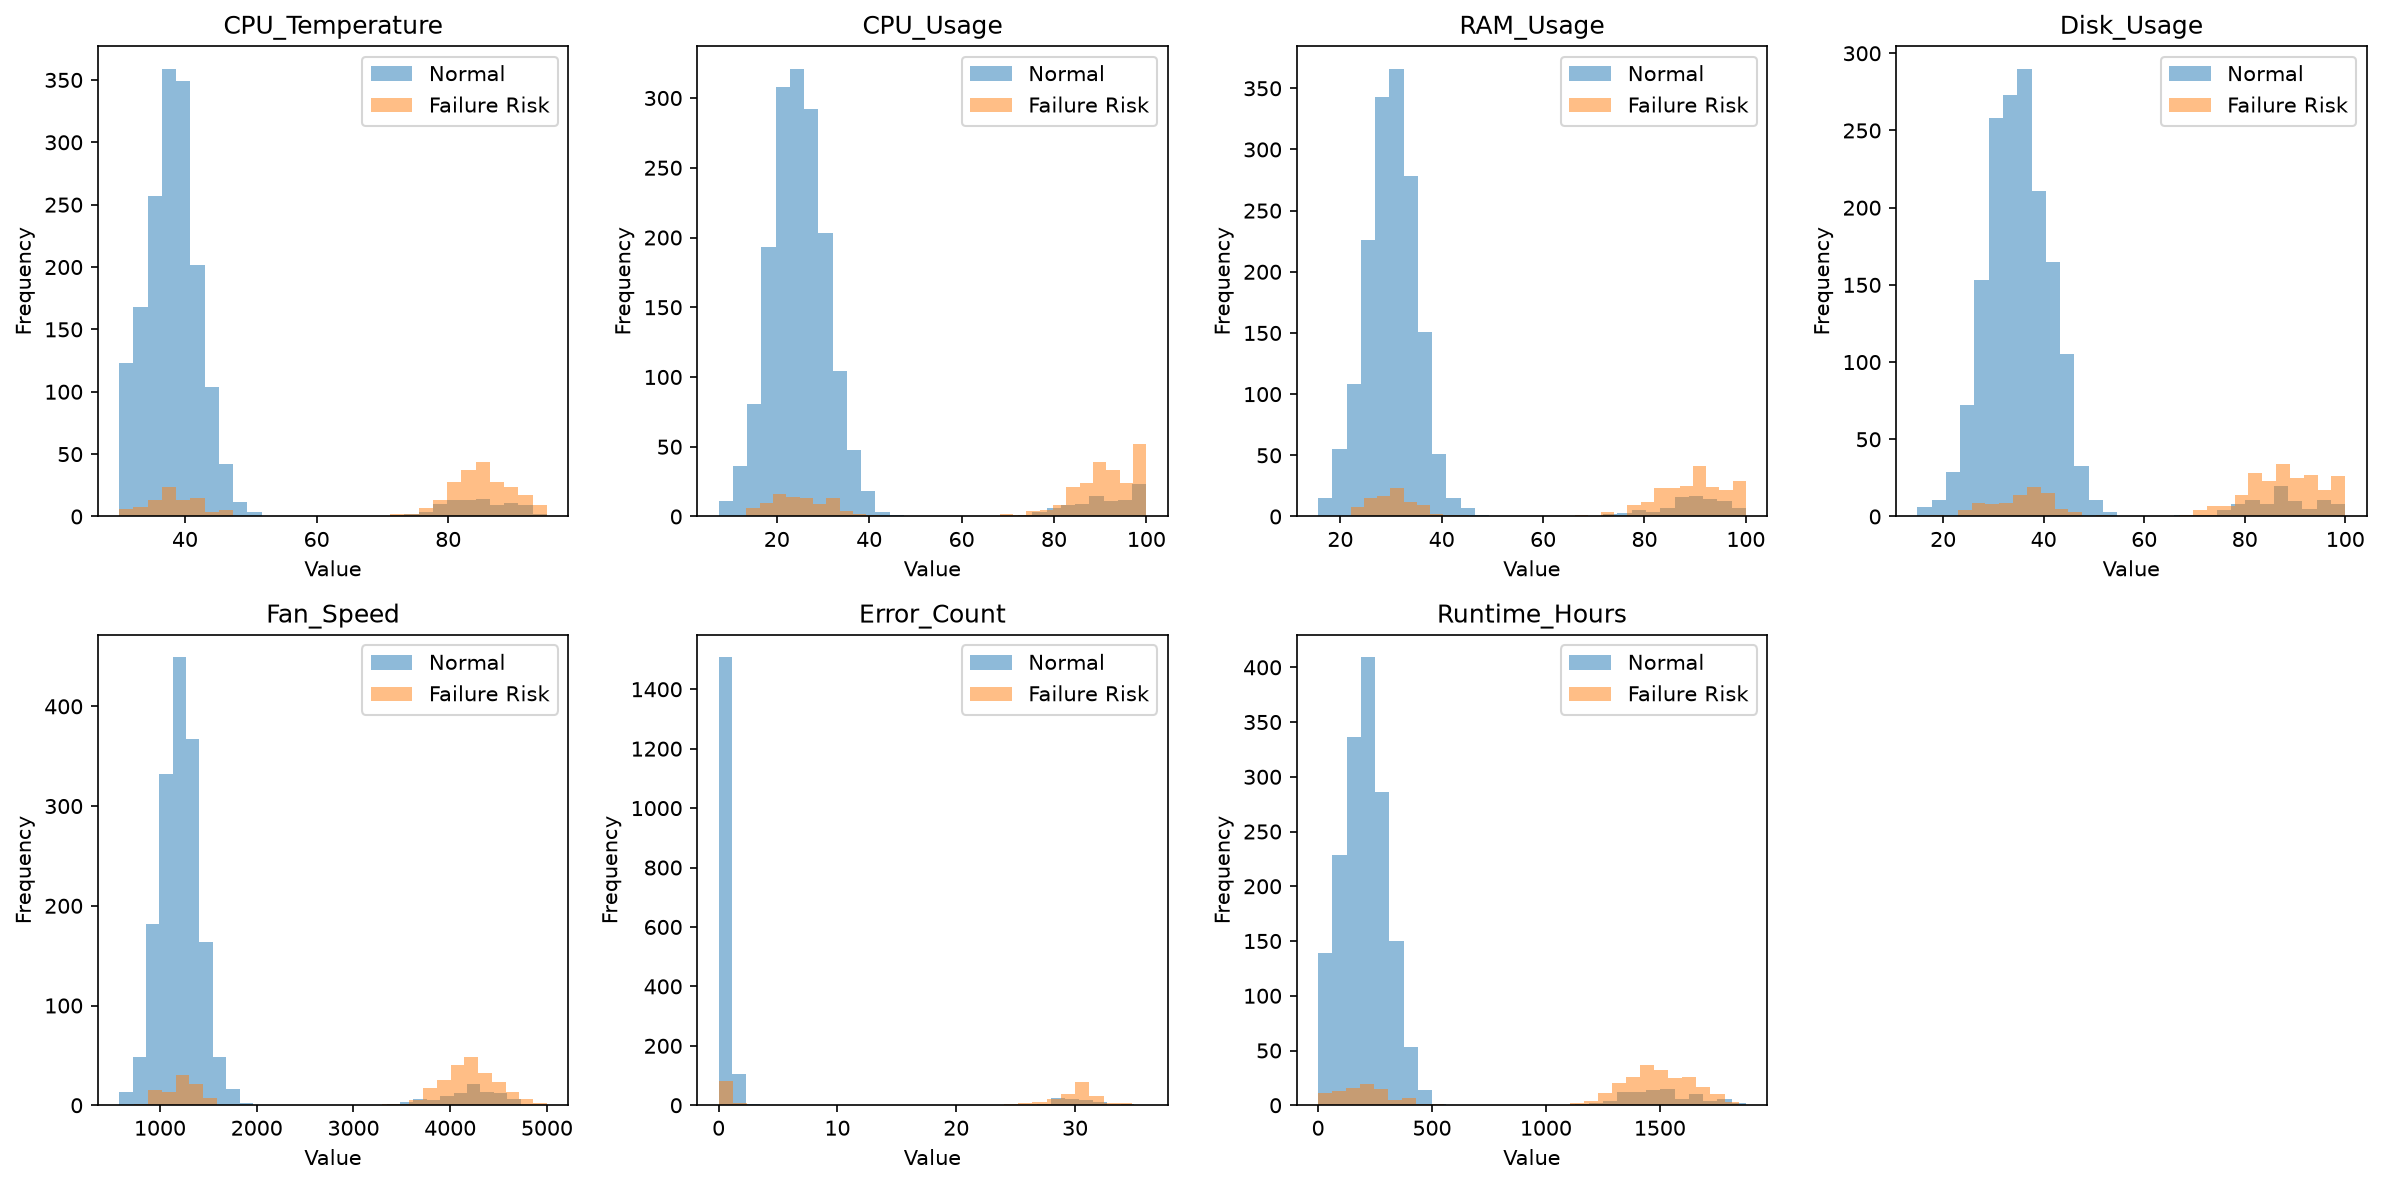 CPU_Temperature
Normal
Failure Risk
Frequency
350
300
250
200
150
100
50
0
40
60
80
Value
CPU_Usage
Normal
Failure Risk
Frequency
300
250
200
150
100
50
0
20
40
60
80
100
Value
RAM_Usage
Normal
Failure Risk
Frequency
350
300
250
200
150
100
50
0
20
40
60
80
100
Value
Disk_Usage
Normal
Failure Risk
Frequency
300
250
200
150
100
50
0
20
40
60
80
100
Value
Fan_Speed
Normal
Failure Risk
Frequency
400
300
200
100
0
1000
2000
3000
4000
5000
Value
Error_Count
Normal
Failure Risk
Frequency
1400
1200
1000
800
600
400
200
0
0
10
20
30
Value
Runtime_Hours
Normal
Failure Risk
Frequency
400
350
300
250
200
150
100
50
0
0
500
1000
1500
Value